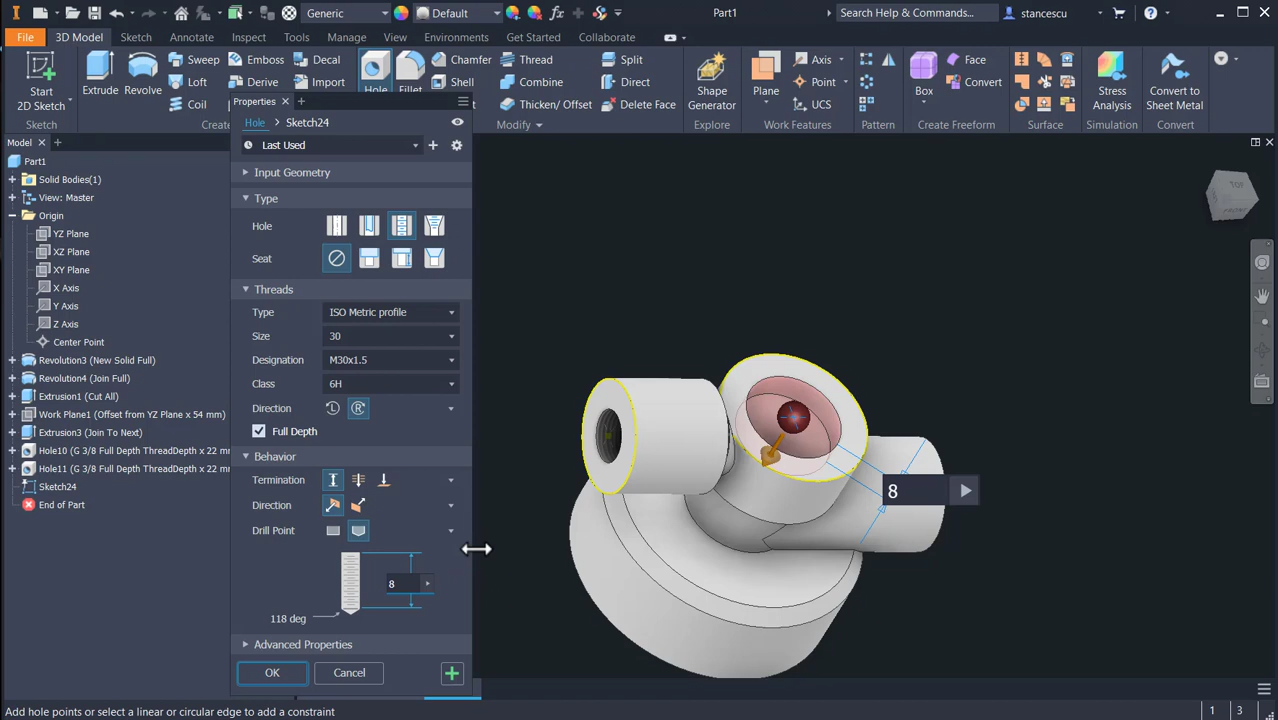 Generic
Default
Part1
Search Help & Commands...
stancescu
File
3D Model
Sketch
Annotate
Inspect
Tools
Manage
View
Environments
Get Started
Collaborate
Start
2D Sketch
Extrude
Revolve
Sweep
Loft
Coil
Emboss
Derive
Decal
Import
Hole
Fillet
Chamfer
Shell
Thread
Combine
Thicken/ Offset
Split
Direct
Delete Face
Shape
Generator
Plane
Axis
Point
UCS
Box
Face
Convert
Stress
Analysis
Convert to
Sheet Metal
Sketch
Modify
Explore
Work Features
Pattern
Create Freeform
Surface
Simulation
Convert
Model
Part1
Solid Bodies(1)
View: Master
Origin
YZ Plane
XZ Plane
XY Plane
X Axis
Y Axis
Z Axis
Center Point
Revolution3 (New Solid Full)
Revolution4 (Join Full)
Extrusion1 (Cut All)
Work Plane1 (Offset from YZ Plane x 54 mm)
Extrusion3 (Join To Next)
Hole10 (G 3/8 Full Depth ThreadDepth x 22 mm
Hole11 (G 3/8 Full Depth ThreadDepth x 22 mm
Sketch24
End of Part
Properties
Hole > Sketch24
Last Used
Input Geometry
Type
Hole
Seat
Threads
Type ISO Metric profile
Size 30
Designation M30x1.5
Class 6H
Direction
Full Depth
Behavior
Termination
Direction
Drill Point
8
118 deg
Advanced Properties
OK
Cancel
8
TOP
Add hole points or select a linear or circular edge to add a constraint
1
3